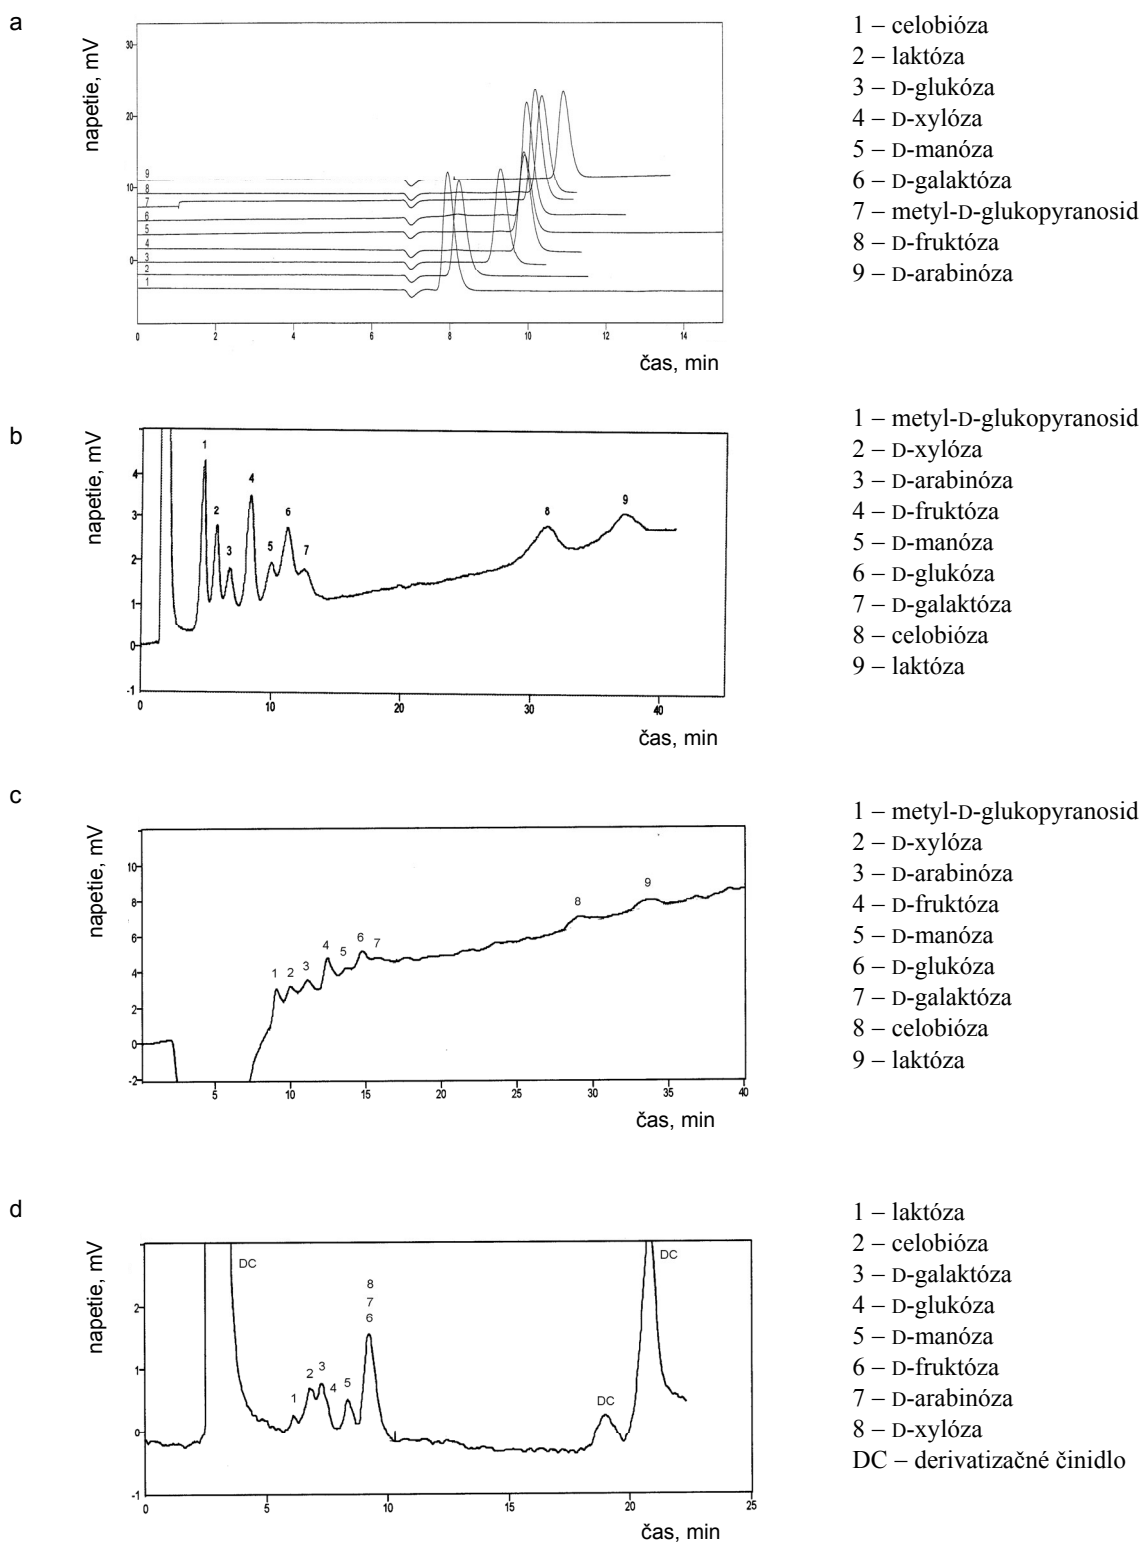 a
napetie, mV
30
20
10
0
9
8
7
6
5
4
3
2
1
0
2
4
6
8
10
12
14
čas, min
1 – celobióza
2 – laktóza
3 – D-glukóza
4 – D-xylóza
5 – D-manóza
6 – D-galaktóza
7 – metyl-D-glukopyranosid
8 – D-fruktóza
9 – D-arabinóza
b
napetie, mV
4
3
2
1
0
-1
1
2
3
4
5
6
7
8
9
0
10
20
30
40
čas, min
1 – metyl-D-glukopyranosid
2 – D-xylóza
3 – D-arabinóza
4 – D-fruktóza
5 – D-manóza
6 – D-glukóza
7 – D-galaktóza
8 – celobióza
9 – laktóza
c
napetie, mV
10
8
6
4
2
0
-2
1
2
3
4
5
6
7
8
9
5
10
15
20
25
30
35
40
čas, min
1 – metyl-D-glukopyranosid
2 – D-xylóza
3 – D-arabinóza
4 – D-fruktóza
5 – D-manóza
6 – D-glukóza
7 – D-galaktóza
8 – celobióza
9 – laktóza
d
napetie, mV
2
1
0
-1
DC
1
2
3
4
5
8
7
6
DC
DC
0
5
10
15
20
25
čas, min
1 – laktóza
2 – celobióza
3 – D-galaktóza
4 – D-glukóza
5 – D-manóza
6 – D-fruktóza
7 – D-arabinóza
8 – D-xylóza
DC – derivatizačné činidlo